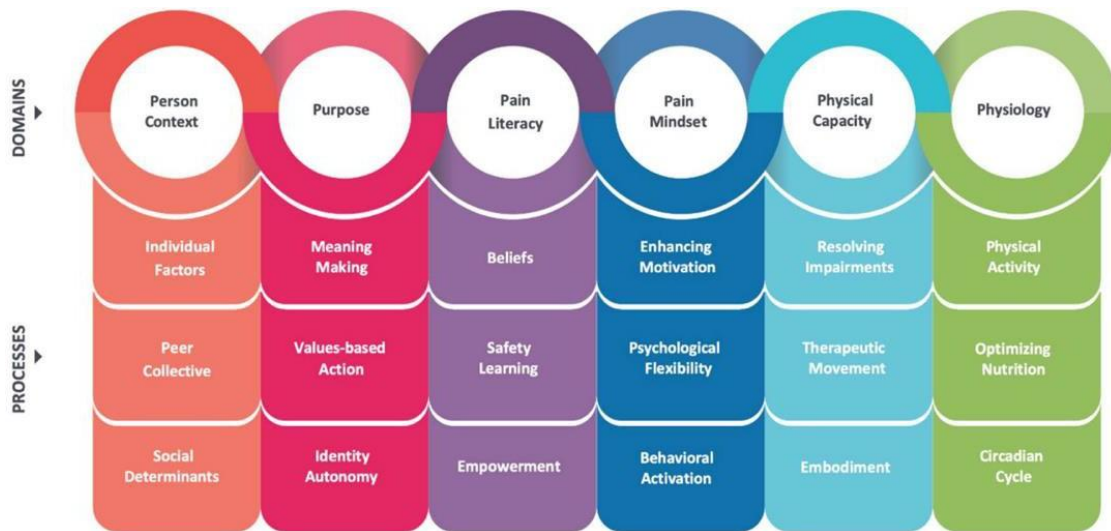 DOMAINS
Person
Context
Purpose
Pain
Literacy
Pain
Mindset
Physical
Capacity
Physiology
PROCESSES
Individual
Factors
Meaning
Making
Beliefs
Enhancing
Motivation
Resolving
Impairments
Physical
Activity
Peer
Collective
Values-based
Action
Safety
Learning
Psychological
Flexibility
Therapeutic
Movement
Optimizing
Nutrition
Social
Determinants
Identity
Autonomy
Empowerment
Behavioral
Activation
Embodiment
Circadian
Cycle